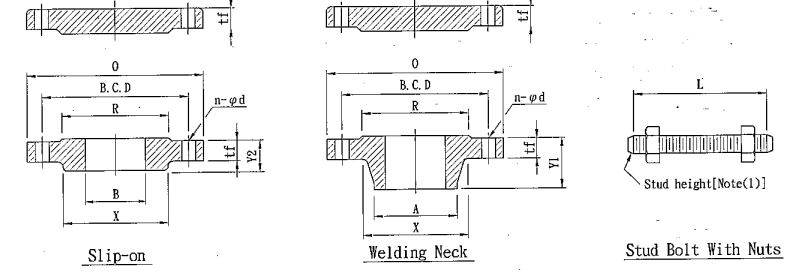 tf
tf
O
B.C.D
R
n-φd
tf
Y2
B
X
Slip-on
O
B.C.D
R
n-φd
tf
Y1
A
X
Welding Neck
L
Stud height[Note(1)]
Stud Bolt With Nuts